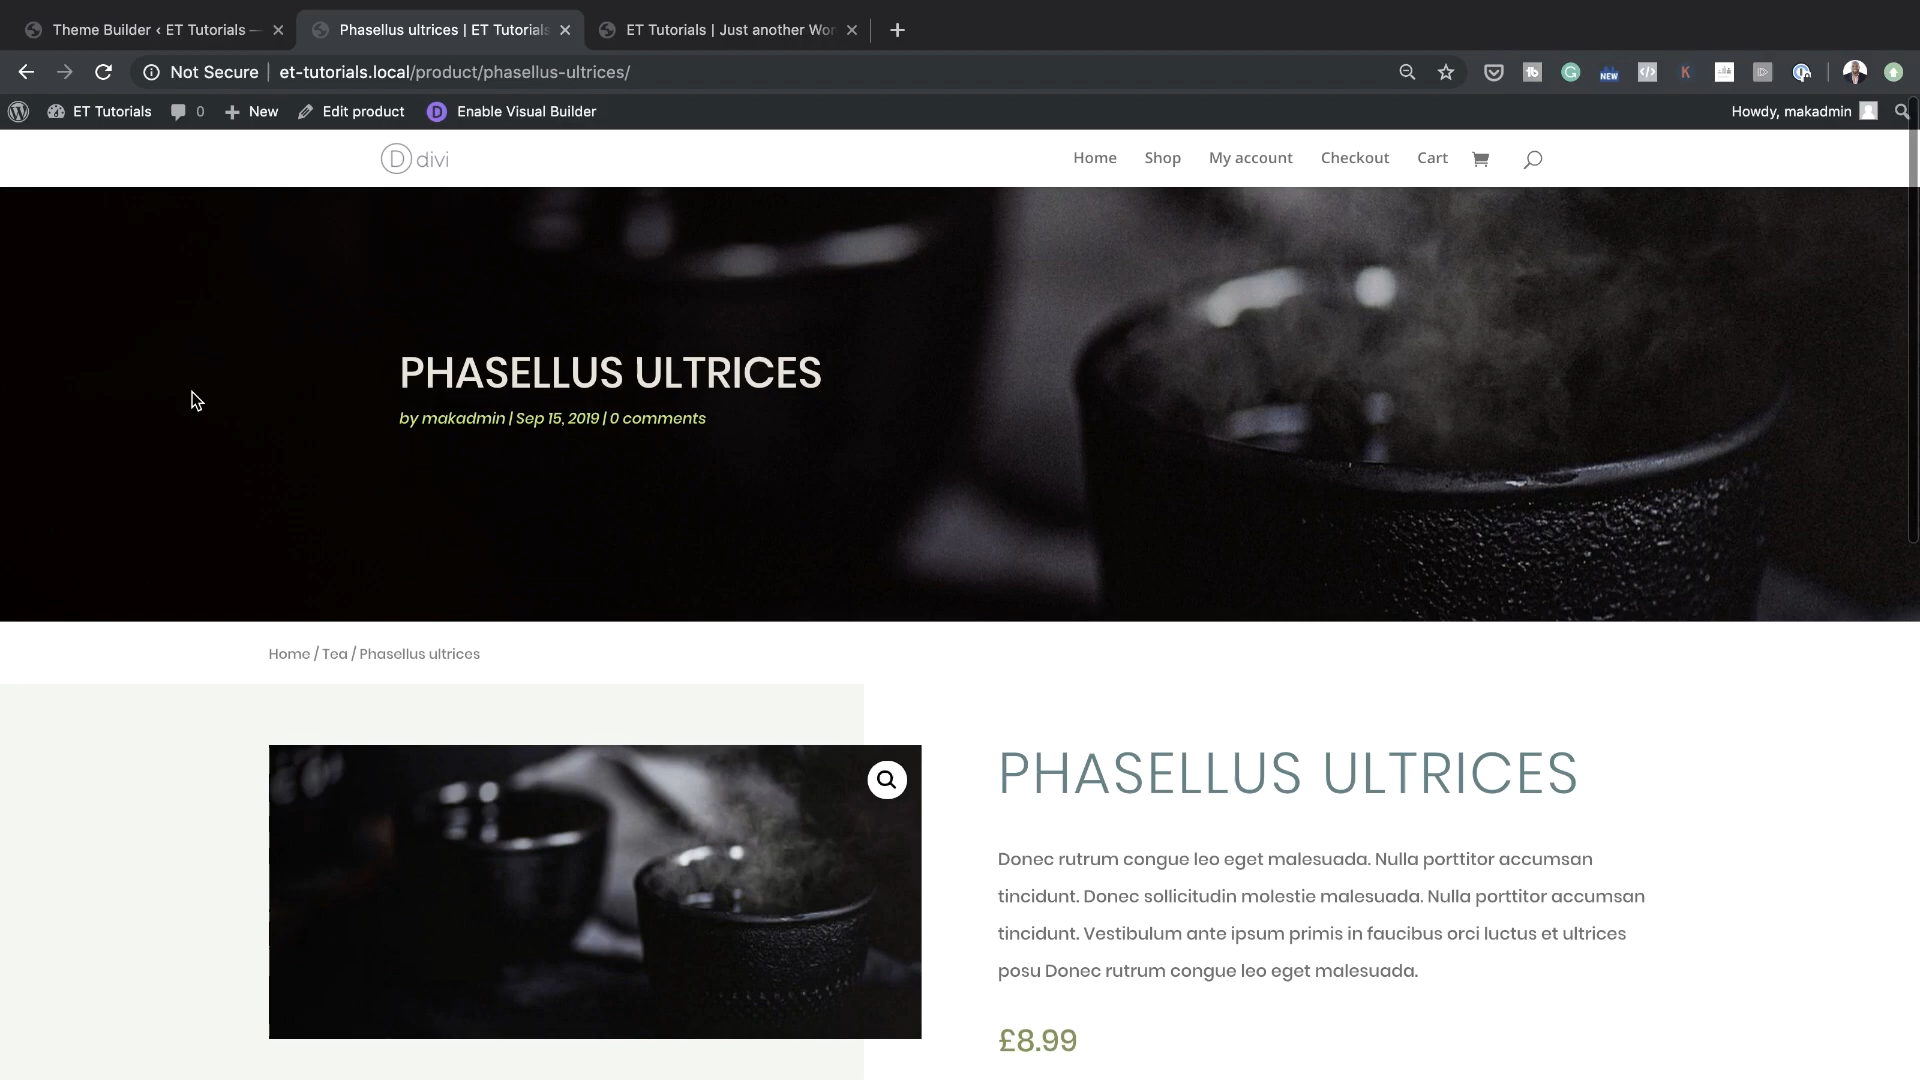 Theme Builder ‹ ET Tutorials —
Phasellus ultrices | ET Tutorials
ET Tutorials | Just another Wor
Not Secure | et-tutorials.local/product/phasellus-ultrices/
NEW
K
ET Tutorials 0 New Edit product D Enable Visual Builder Howdy, makadmin
D divi
Home Shop My account Checkout Cart
PHASELLUS ULTRICES
by makadmin | Sep 15, 2019 | 0 comments
Home / Tea / Phasellus ultrices
PHASELLUS ULTRICES
Donec rutrum congue leo eget malesuada. Nulla porttitor accumsan
tincidunt. Donec sollicitudin molestie malesuada. Nulla porttitor accumsan
tincidunt. Vestibulum ante ipsum primis in faucibus orci luctus et ultrices
posu Donec rutrum congue leo eget malesuada.
£8.99